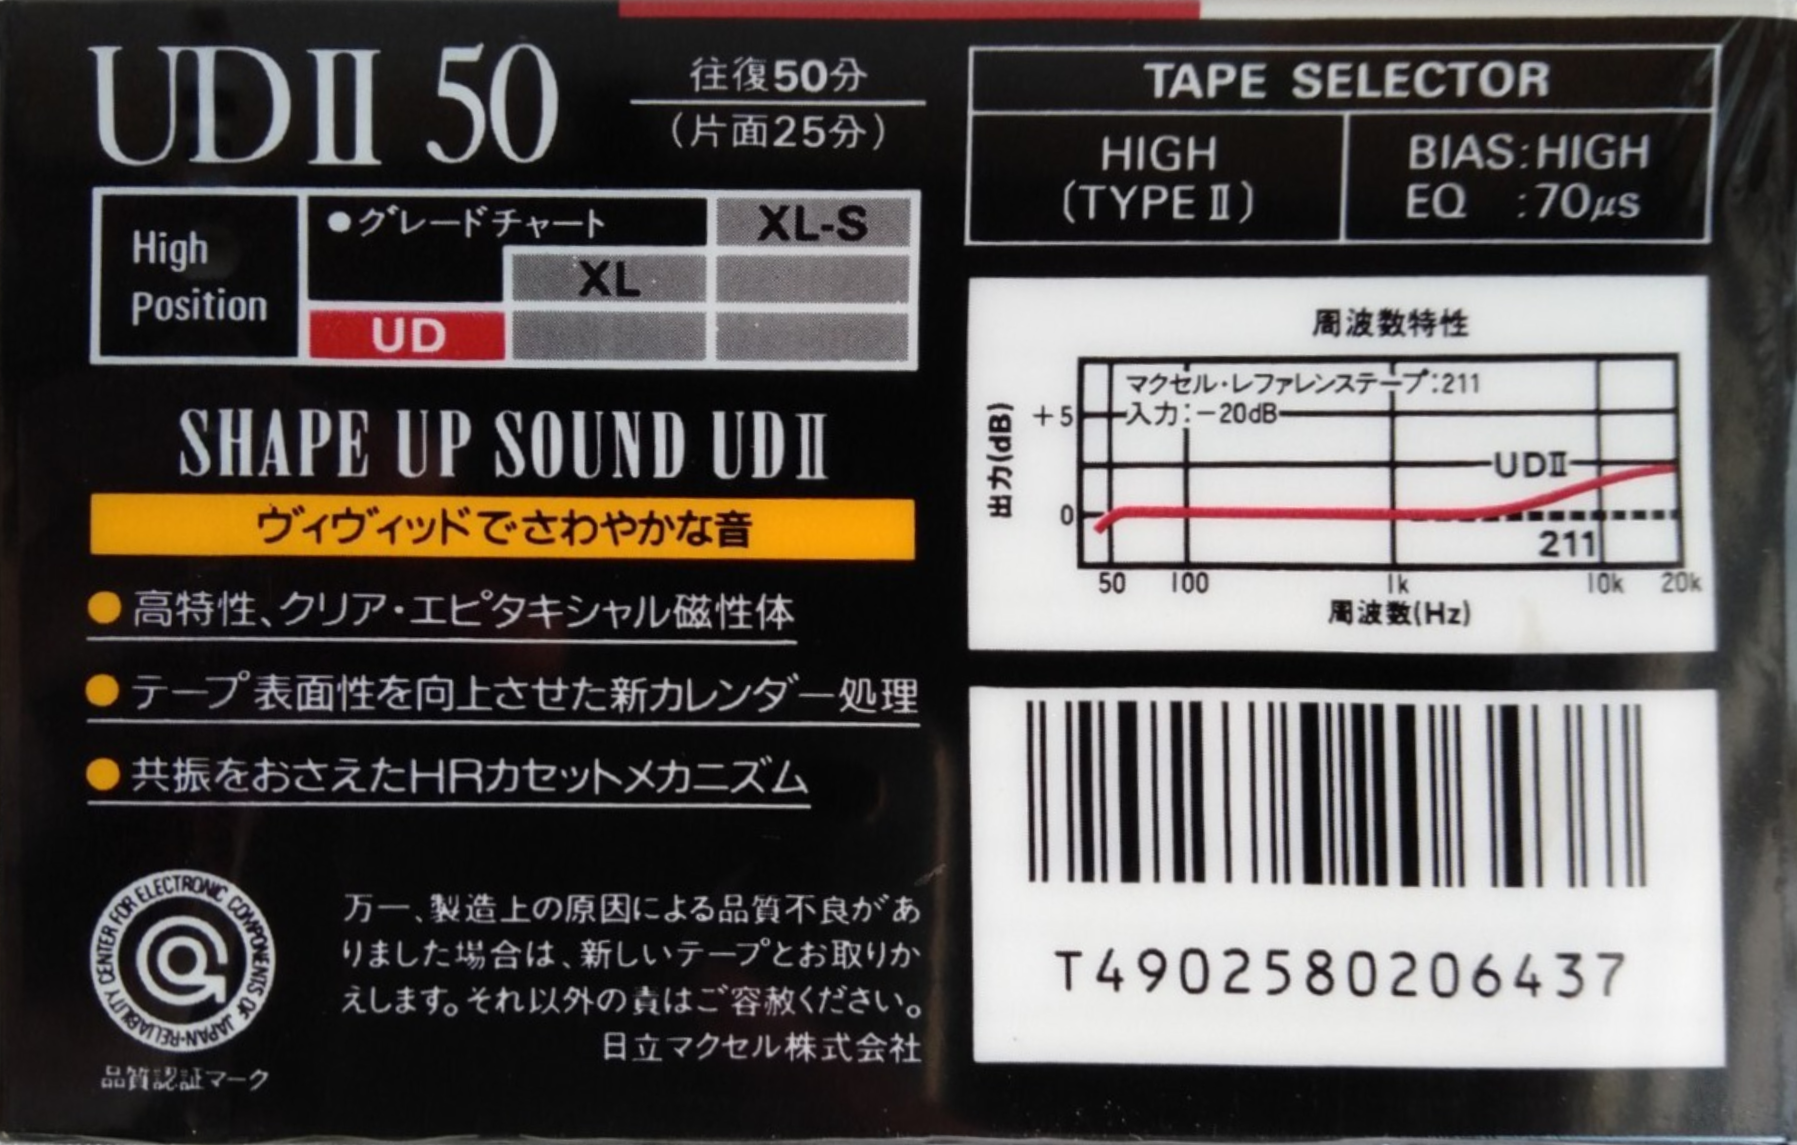 UDⅡ 50
往復50分
(片面25分)
High
Position
●グレードチャート
XL-S
XL
UD
SHAPE UP SOUND UDⅡ
ヴィヴィッドでさわやかな音
●高特性、クリア・エピタキシャル磁性体
●テープ表面性を向上させた新カレンダー処理
●共振をおさえたHRカセットメカニズム
RELIABILITY CENTER FOR ELECTRONIC COMPONENTS OF JAPAN
品質認証マーク
万一、製造上の原因による品質不良があ
りました場合は、新しいテープとお取りか
えします。それ以外の責はご容赦ください。
日立マクセル株式会社
TAPE SELECTOR
HIGH
(TYPEⅡ)
BIAS:HIGH
EQ :70μs
周波数特性
マクセル・レファレンステープ:211
入力:-20dB
出力(dB)
+5
0
UDⅡ
211
50 100 1k 10k 20k
周波数(Hz)
T4902580206437